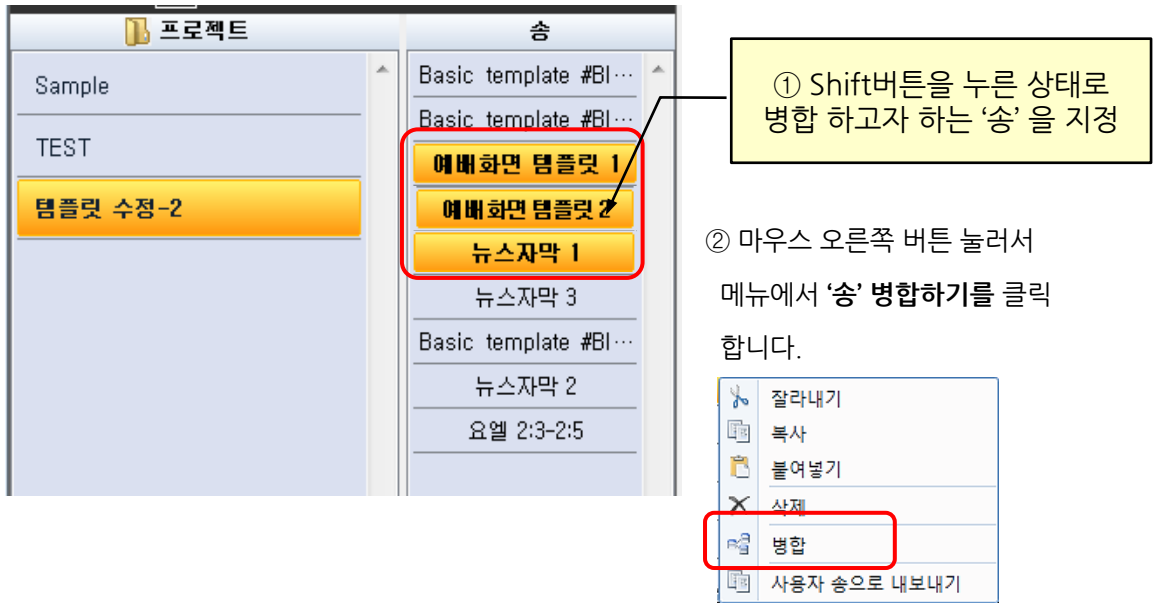 프로젝트
Sample
TEST
템플릿 수정-2
송
Basic template #Bl…
Basic template #Bl…
예배화면 템플릿 1
예배화면 템플릿 2
뉴스자막 1
뉴스자막 3
Basic template #Bl…
뉴스자막 2
요엘 2:3-2:5
① Shift버튼을 누른 상태로
병합 하고자 하는 ‘송’ 을 지정
② 마우스 오른쪽 버튼 눌러서
메뉴에서 ‘송’ 병합하기를 클릭
합니다.
잘라내기
복사
붙여넣기
삭제
병합
사용자 송으로 내보내기